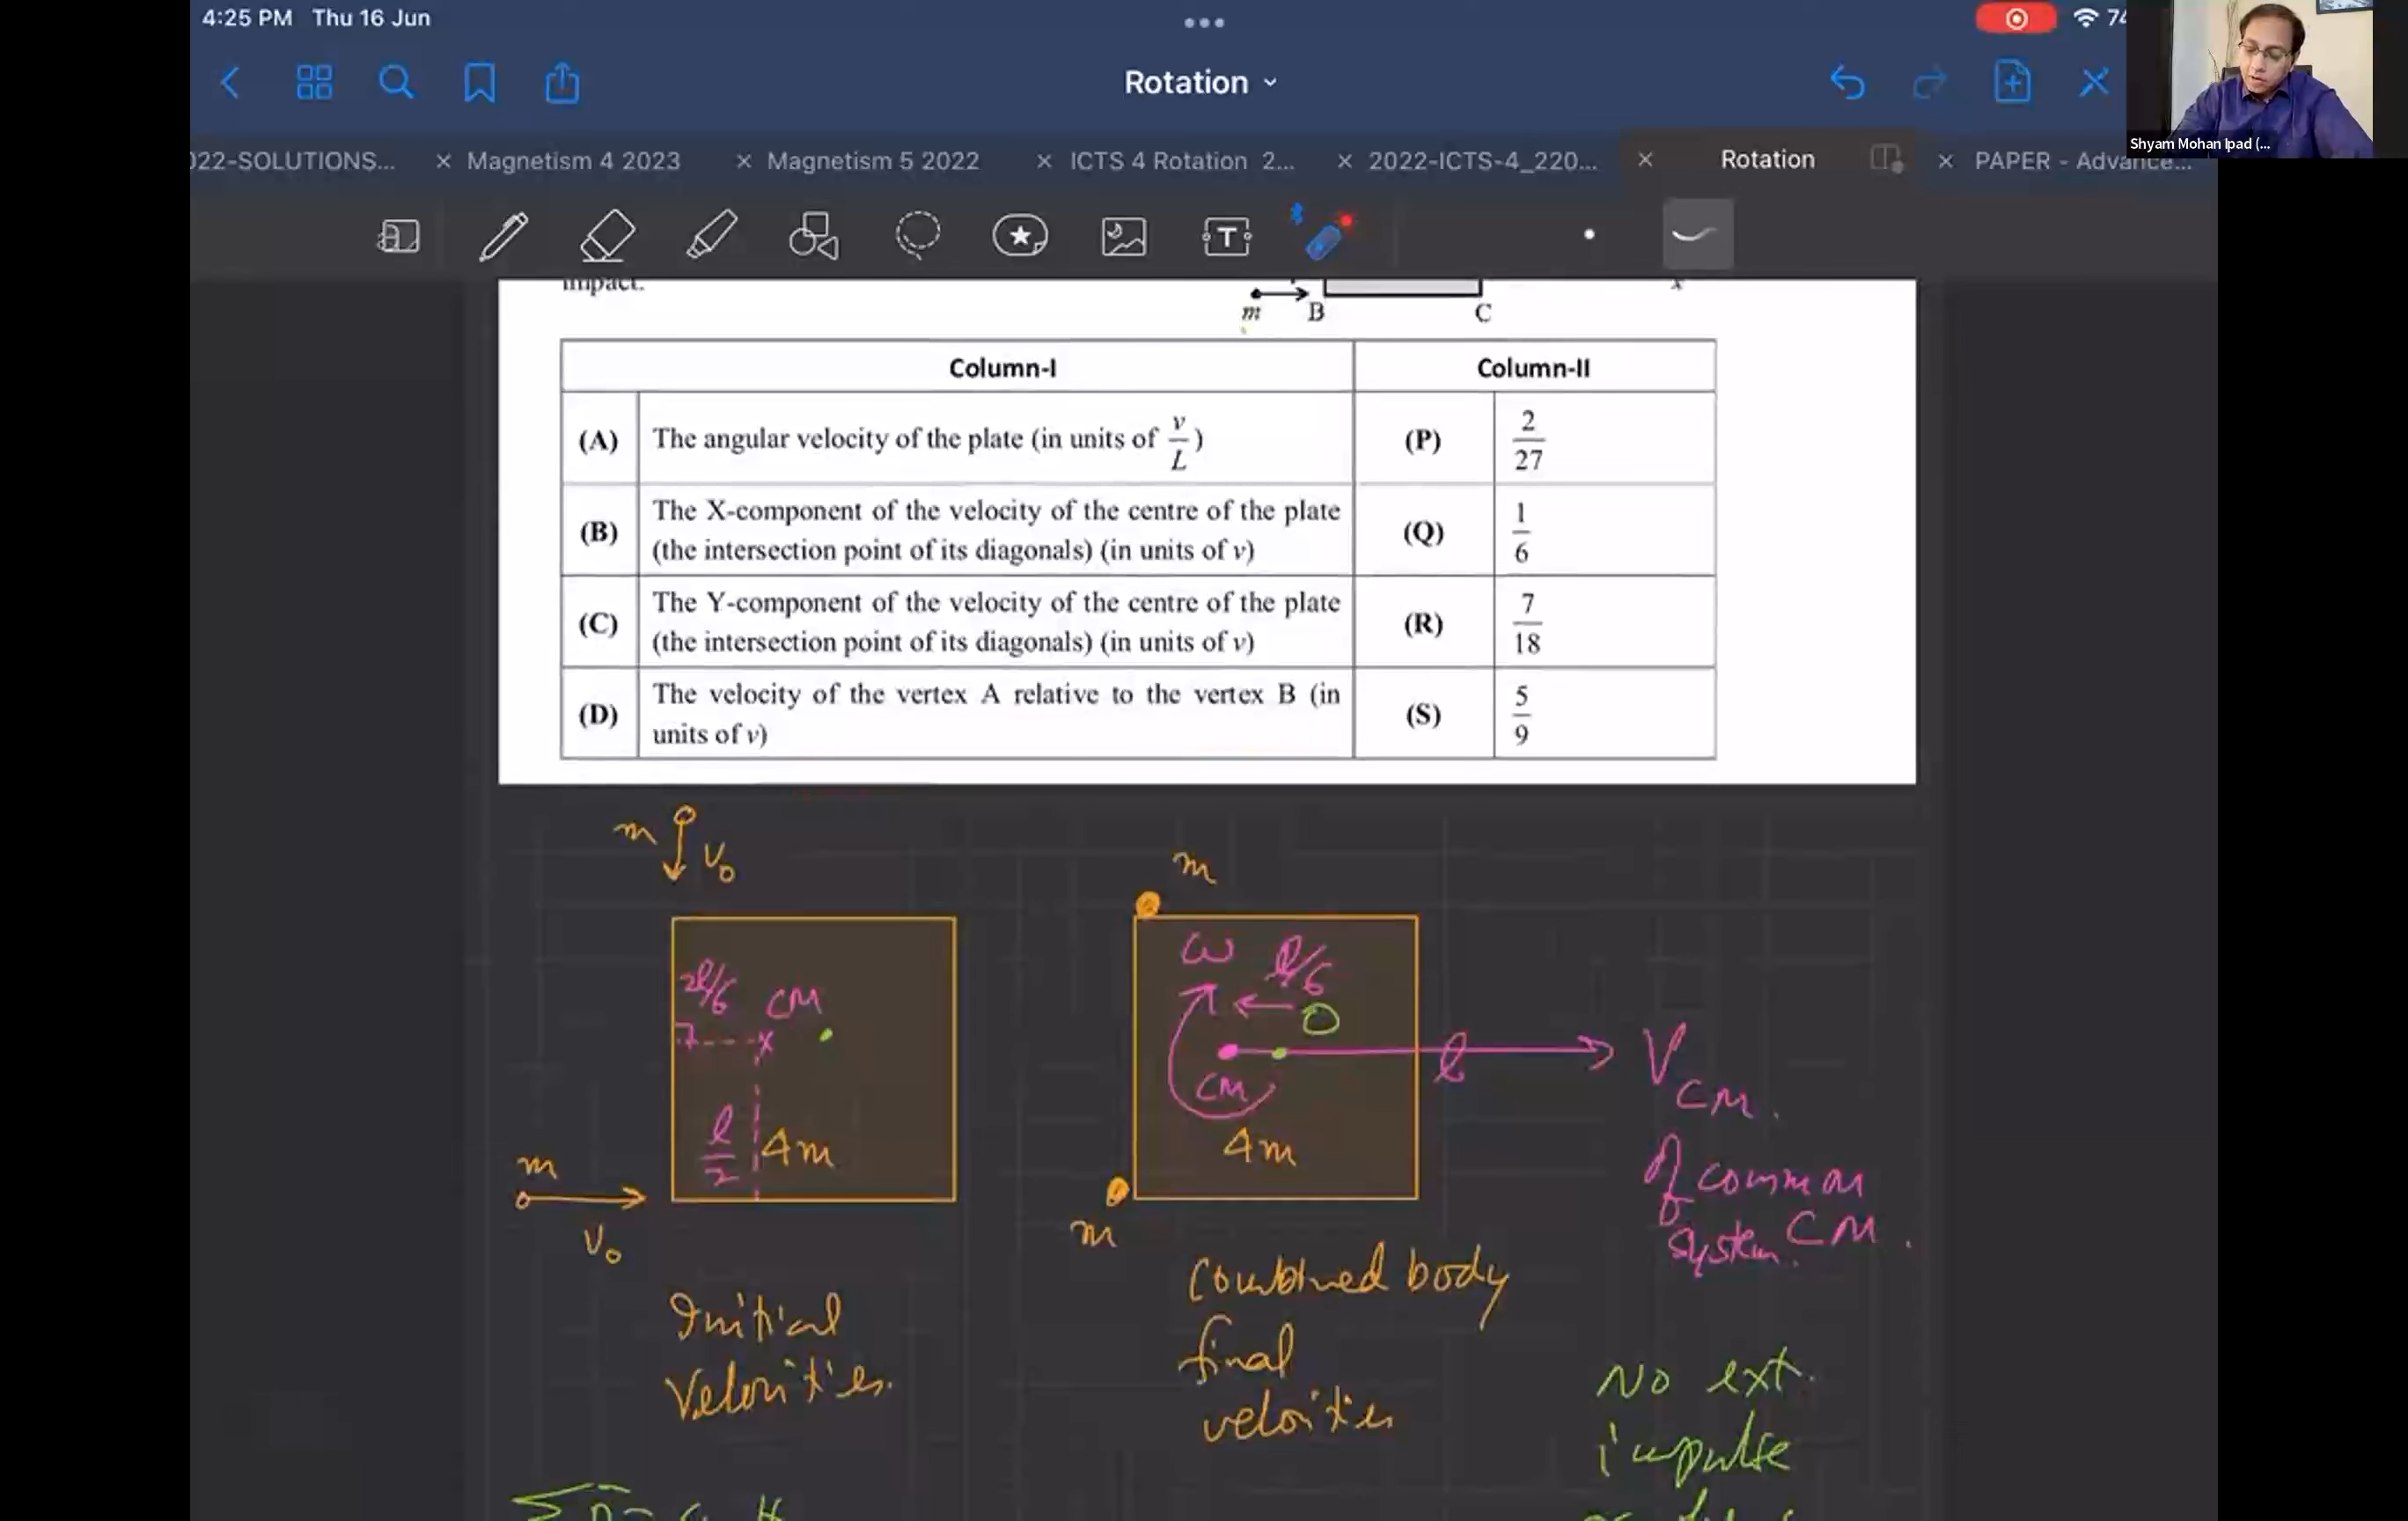 4:25 PM Thu 16 Jun
74
Rotation
Shyam Mohan Ipad (...
022-SOLUTIONS...
Magnetism 4 2023
Magnetism 5 2022
ICTS 4 Rotation 2...
2022-ICTS-4_220...
Rotation
PAPER - Advance...
T
impact.
m B C
x
Column-I Column-II
(A) The angular velocity of the plate (in units of v/L) (P) 2/27
(B) The X-component of the velocity of the centre of the plate
(the intersection point of its diagonals) (in units of v) (Q) 1/6
(C) The Y-component of the velocity of the centre of the plate
(the intersection point of its diagonals) (in units of v) (R) 7/18
(D) The velocity of the vertex A relative to the vertex B (in
units of v) (S) 5/9
m V0
m
2l/6 CM
ω l/6
O
CM
l
VCM.
l/2 4m
4m
of common
system CM.
m
V0
m
Initial
Velocities.
Combined body
final
velocities
No ext.
impulse